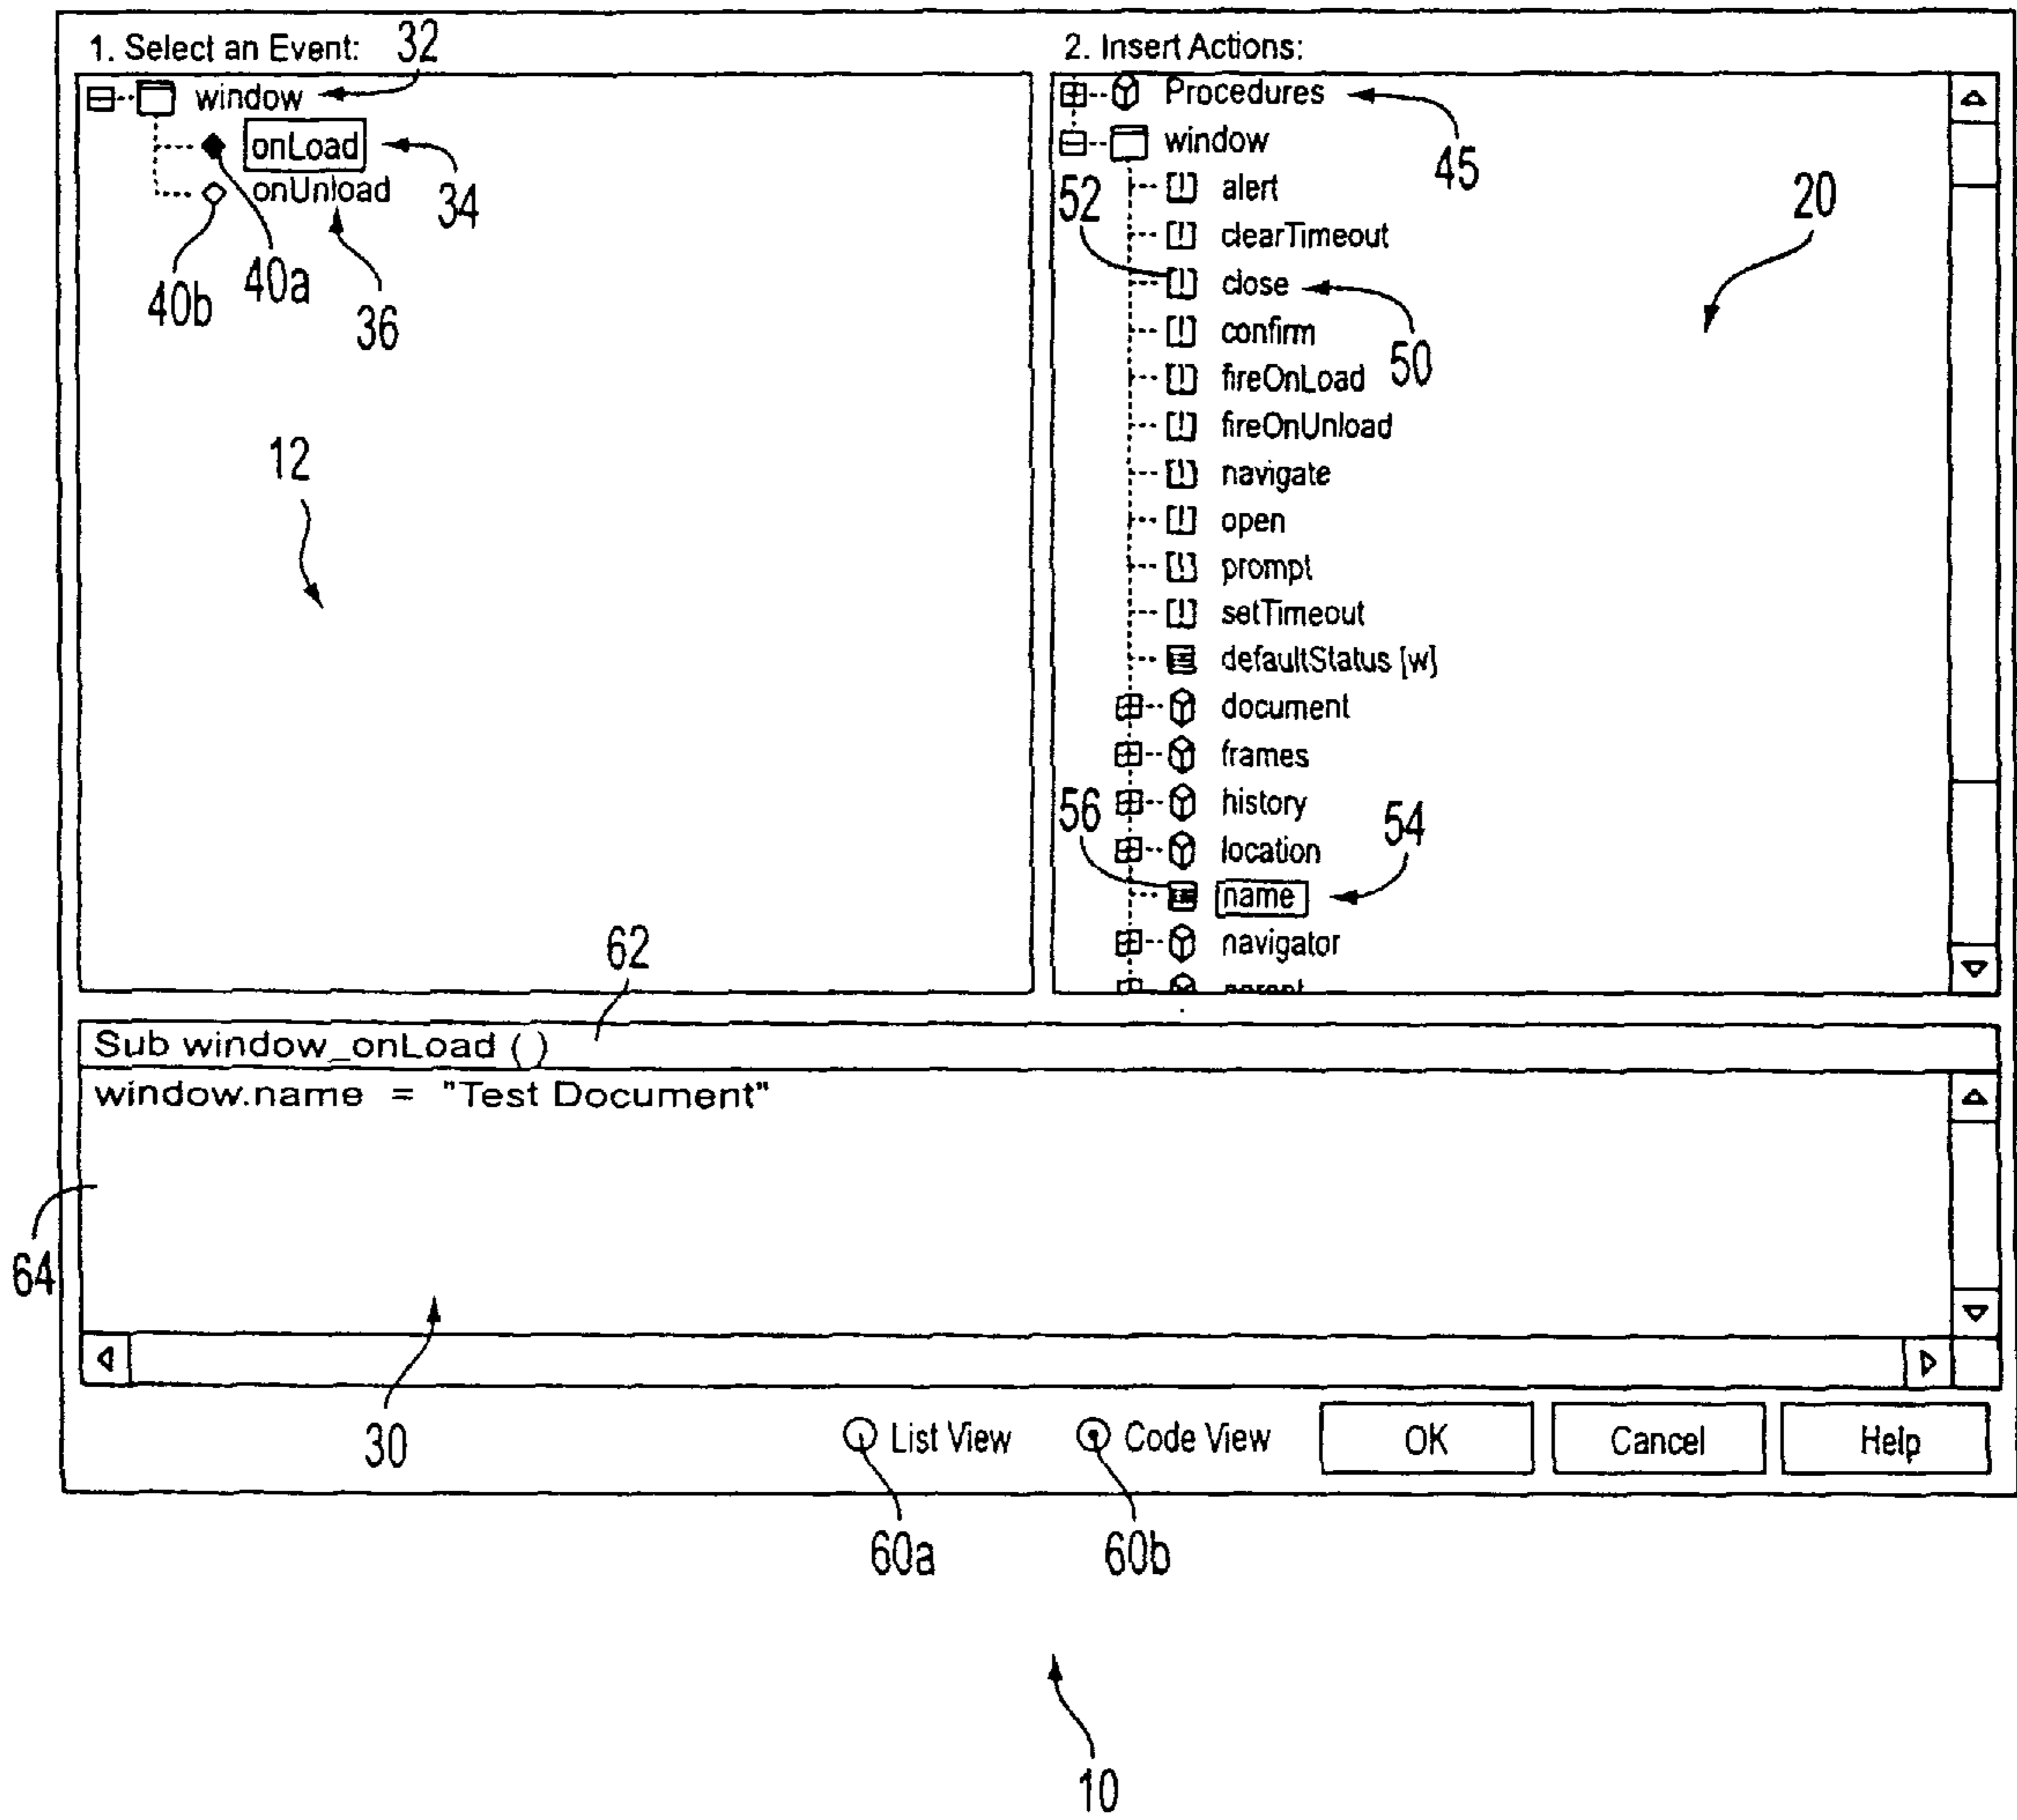 1. Select an Event: 32
window
onLoad
34
onUnload
40b 40a
36
12
2. Insert Actions:
Procedures
45
window
alert
52
20
clearTimeout
close
50
confirm
fireOnLoad
fireOnUnload
navigate
open
prompt
setTimeout
defaultStatus [w]
document
frames
history
56
54
location
name
navigator
parent
62
Sub window_onLoad ( )
window.name = "Test Document"
64
30
List View Code View OK Cancel Help
60a 60b
10